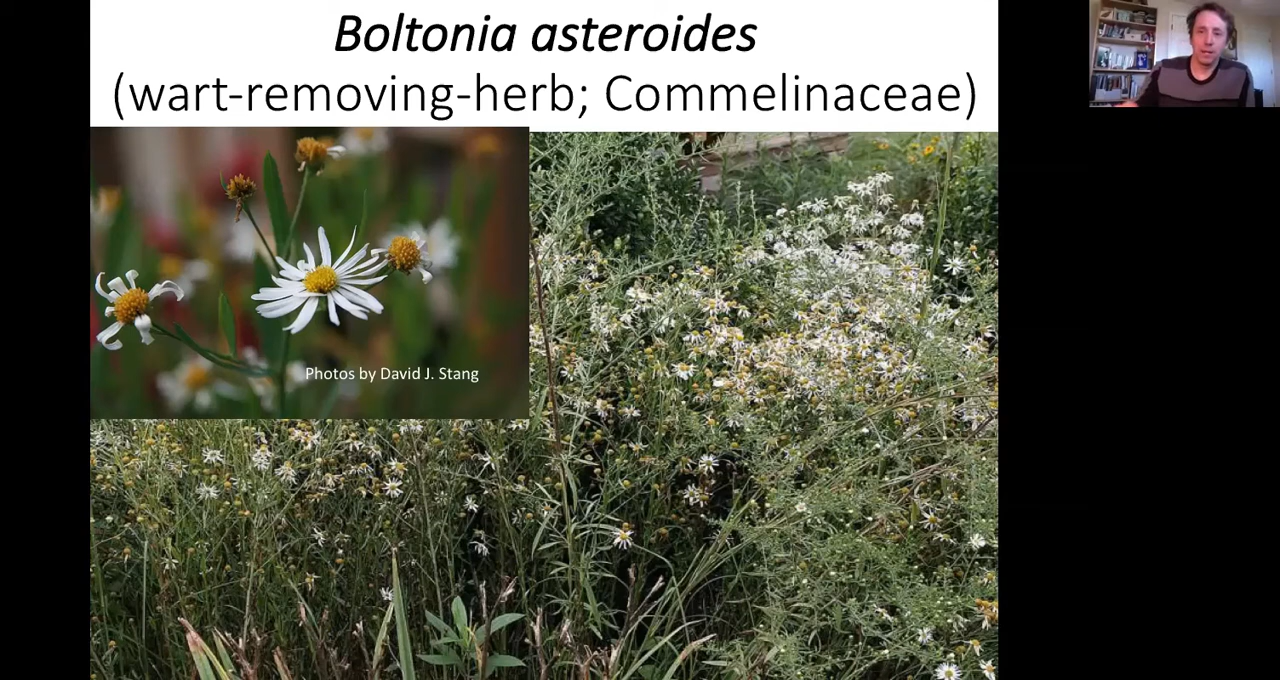 Boltonia asteroides
(wart-removing-herb; Commelinaceae)
Photos by David J. Stang